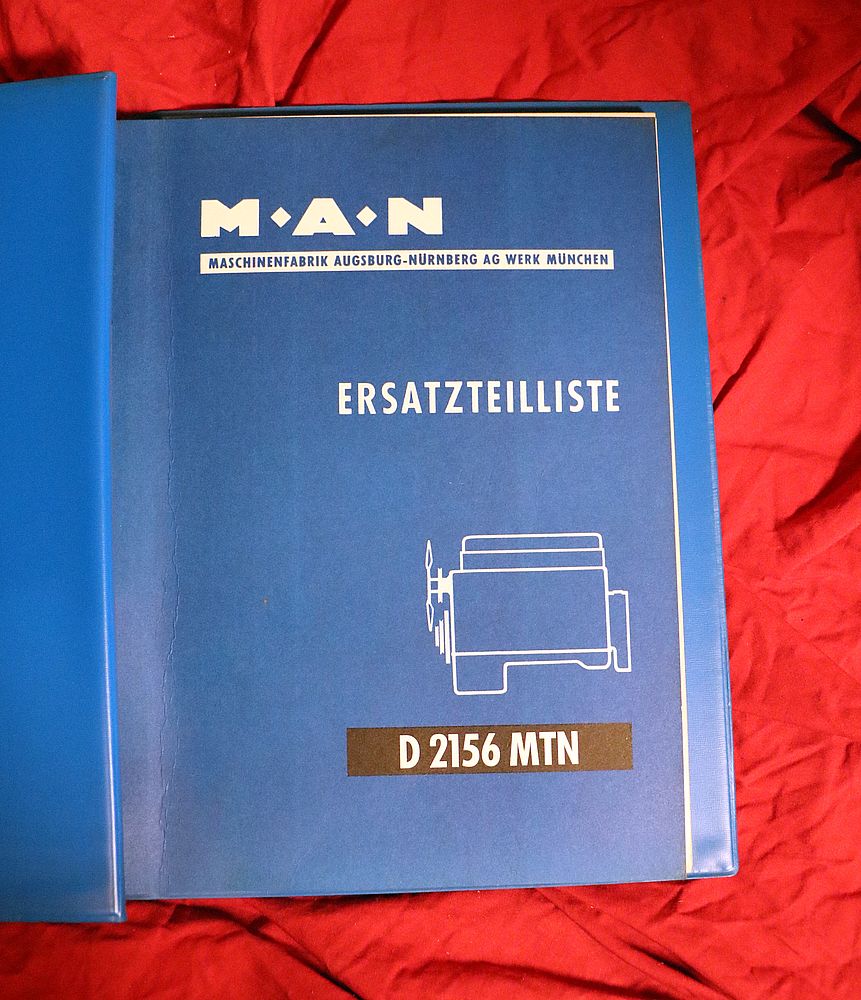 M·A·N
MASCHINENFABRIK AUGSBURG-NÜRNBERG AG WERK MÜNCHEN
ERSATZTEILLISTE
D 2156 MTN